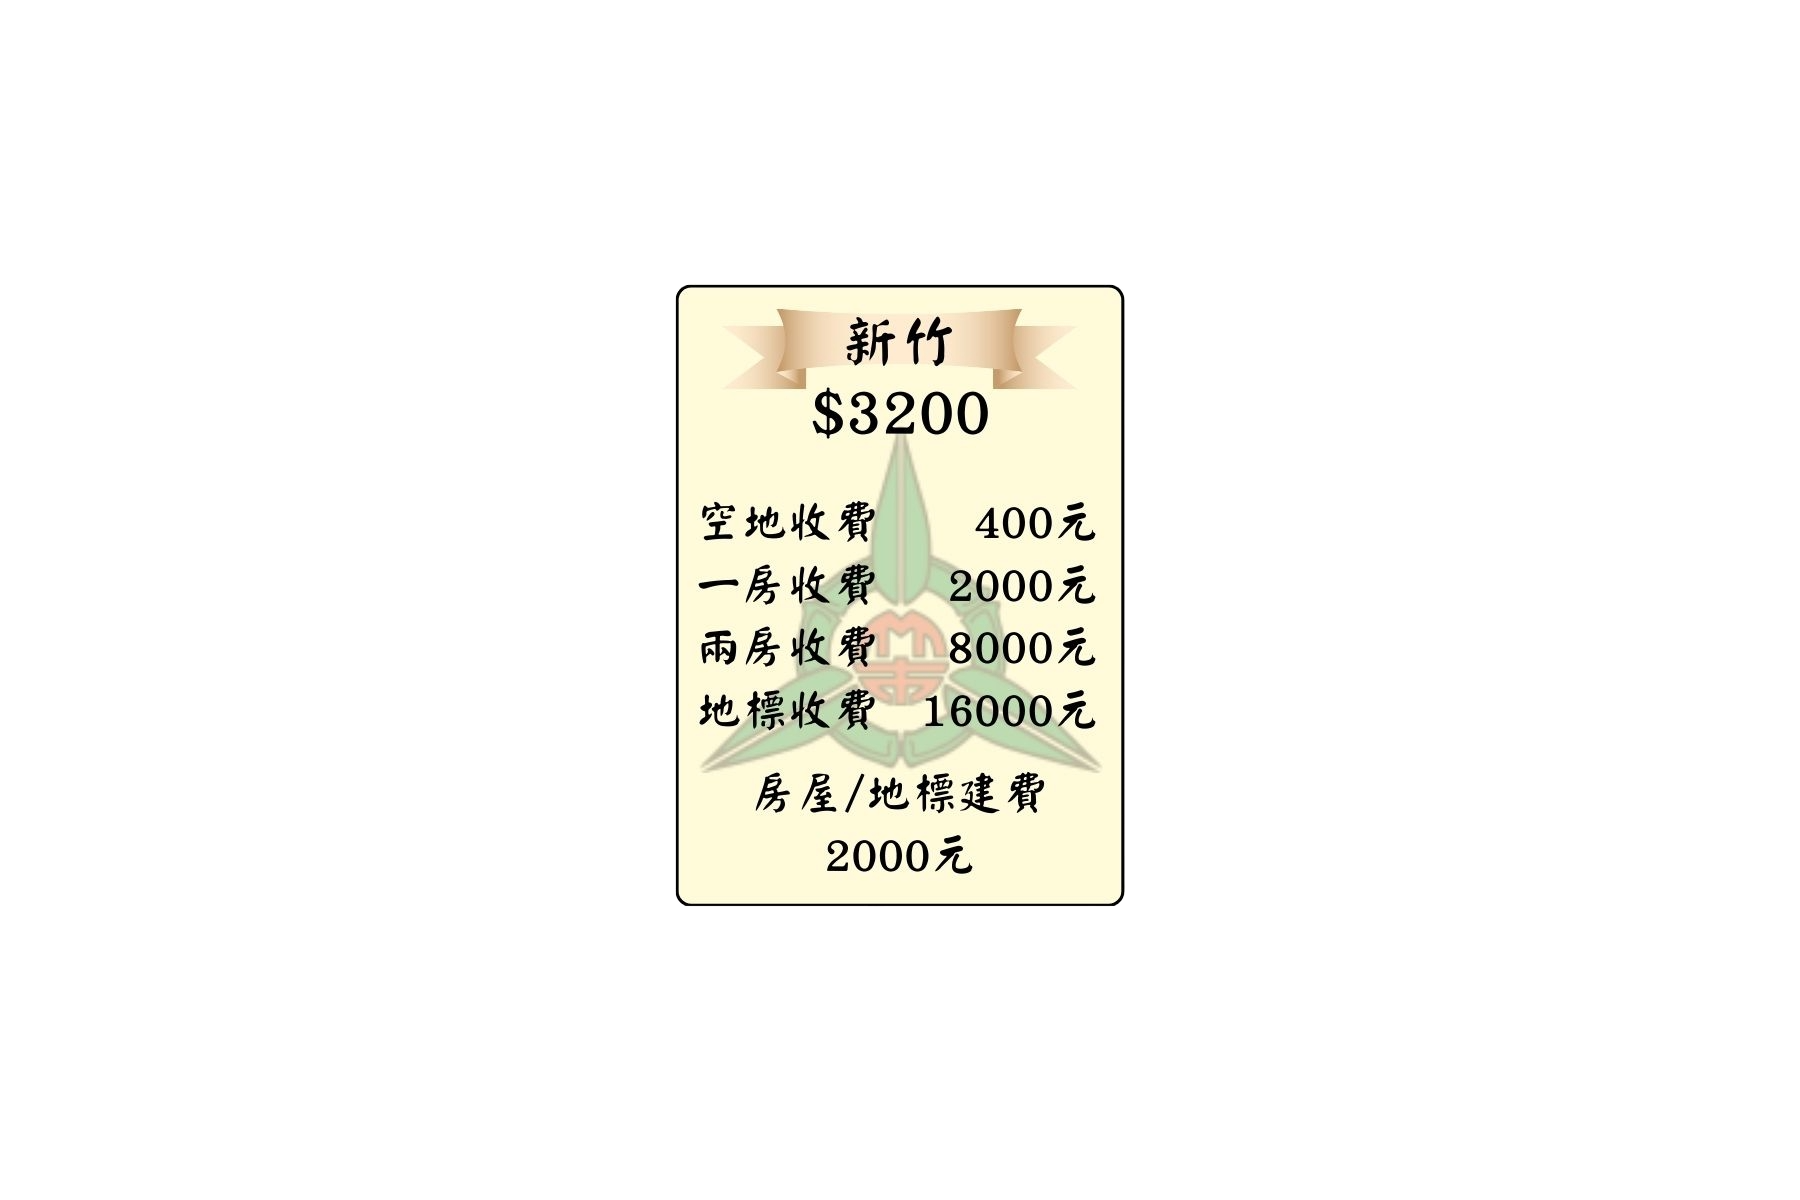 新竹
$3200
空地收費 400元
一房收費 2000元
兩房收費 8000元
地標收費 16000元
房屋/地標建費
2000元